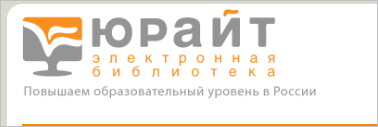 юрайт
электронная
библиотека
Повышаем образовательный уровень в России